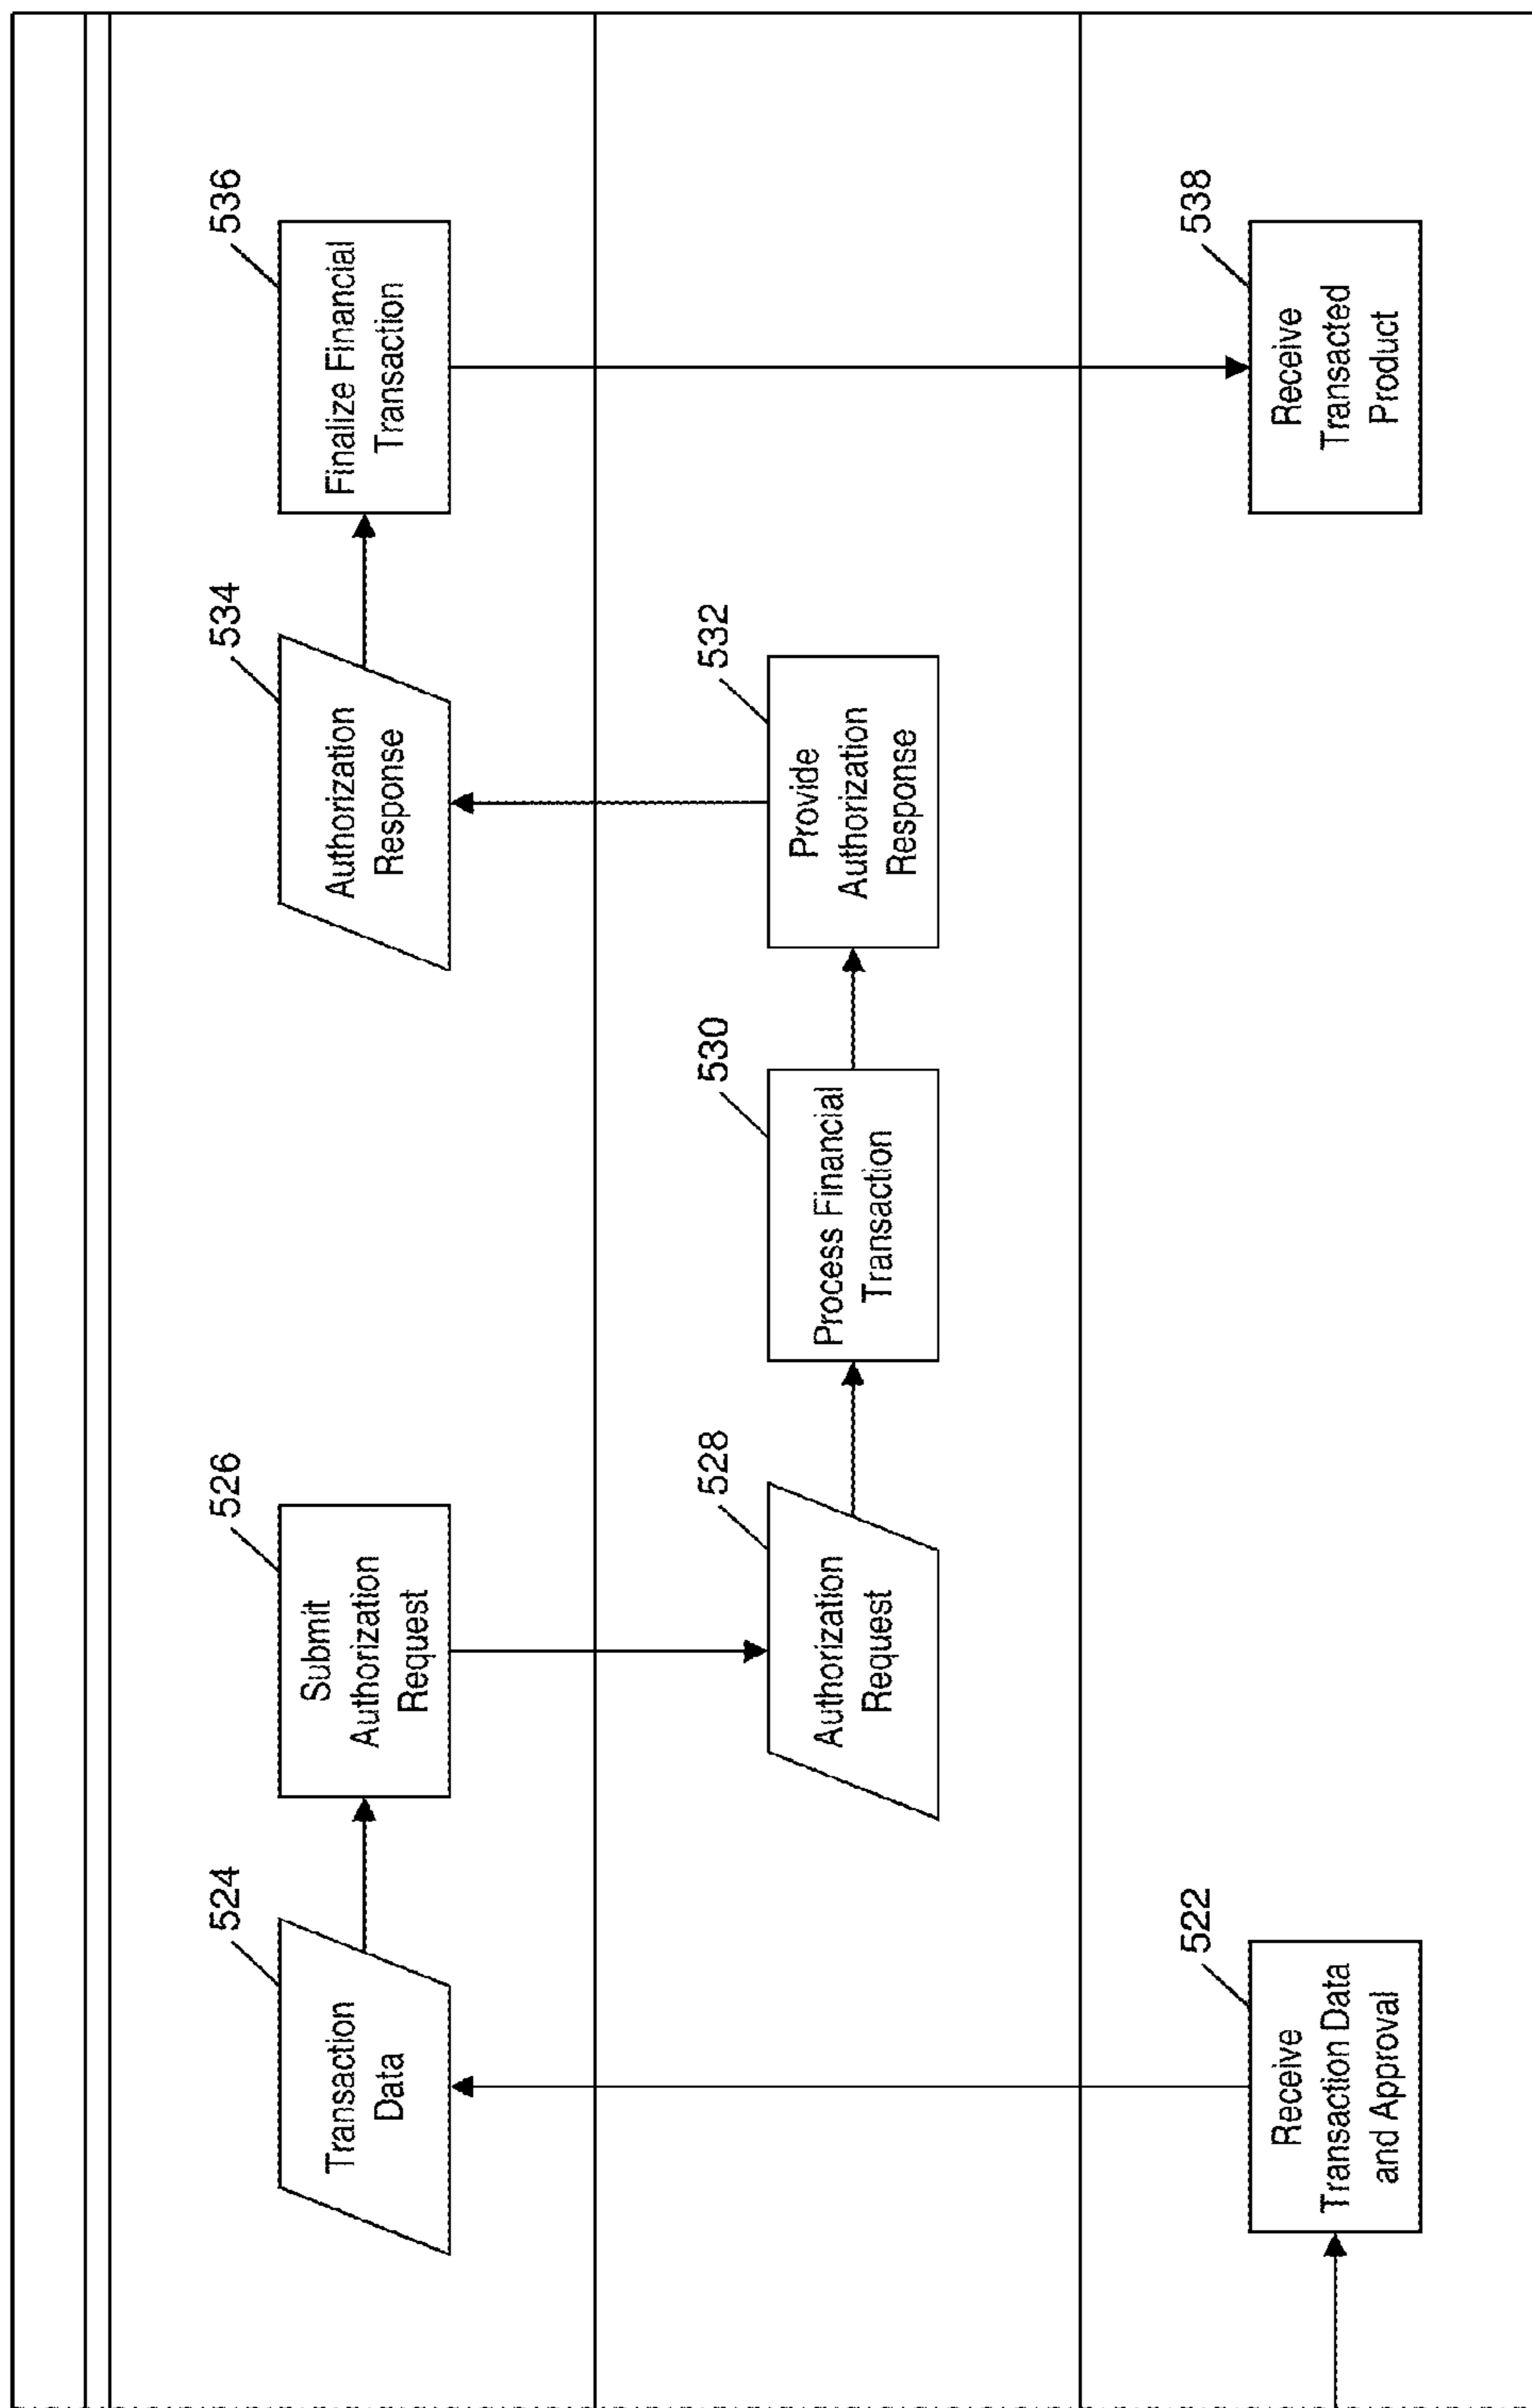 524
Transaction
Data
526
Submit
Authorization
Request
534
Authorization
Response
536
Finalize Financial
Transaction
528
Authorization
Request
530
Process Financial
Transaction
532
Provide
Authorization
Response
522
Receive
Transaction Data
and Approval
538
Receive
Transacted
Product